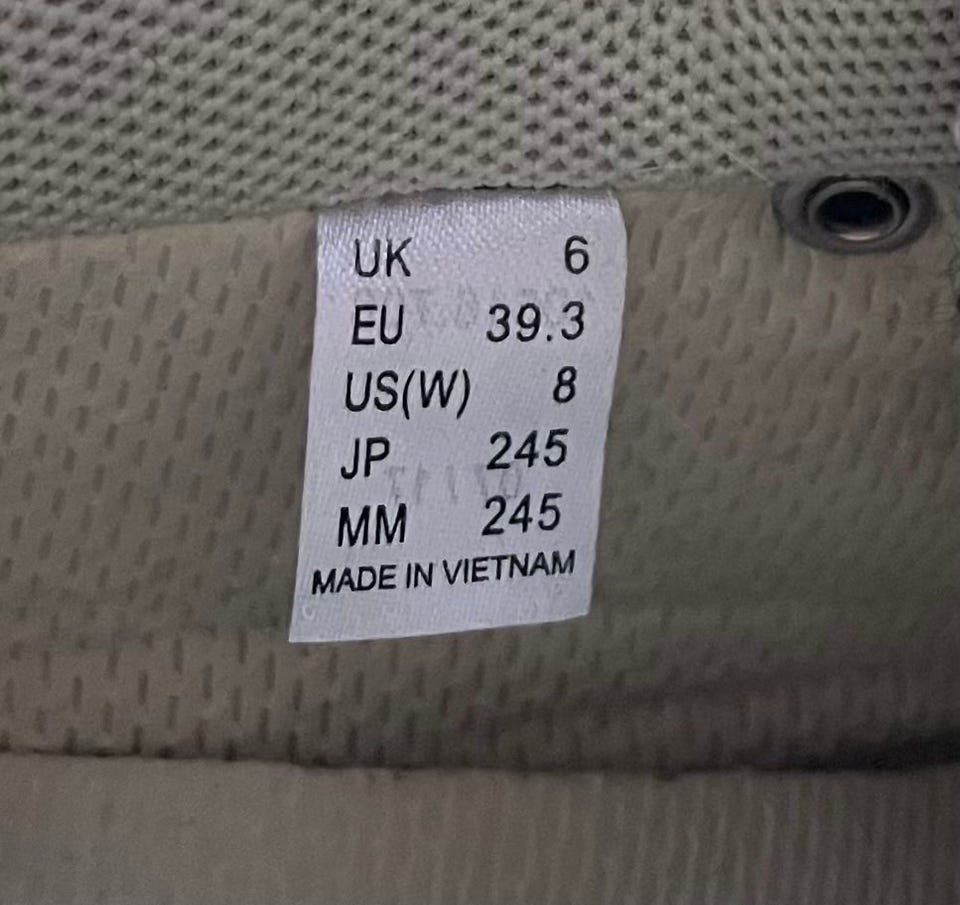 UK 6
EU 39.3
US(W) 8
JP 245
MM 245
MADE IN VIETNAM